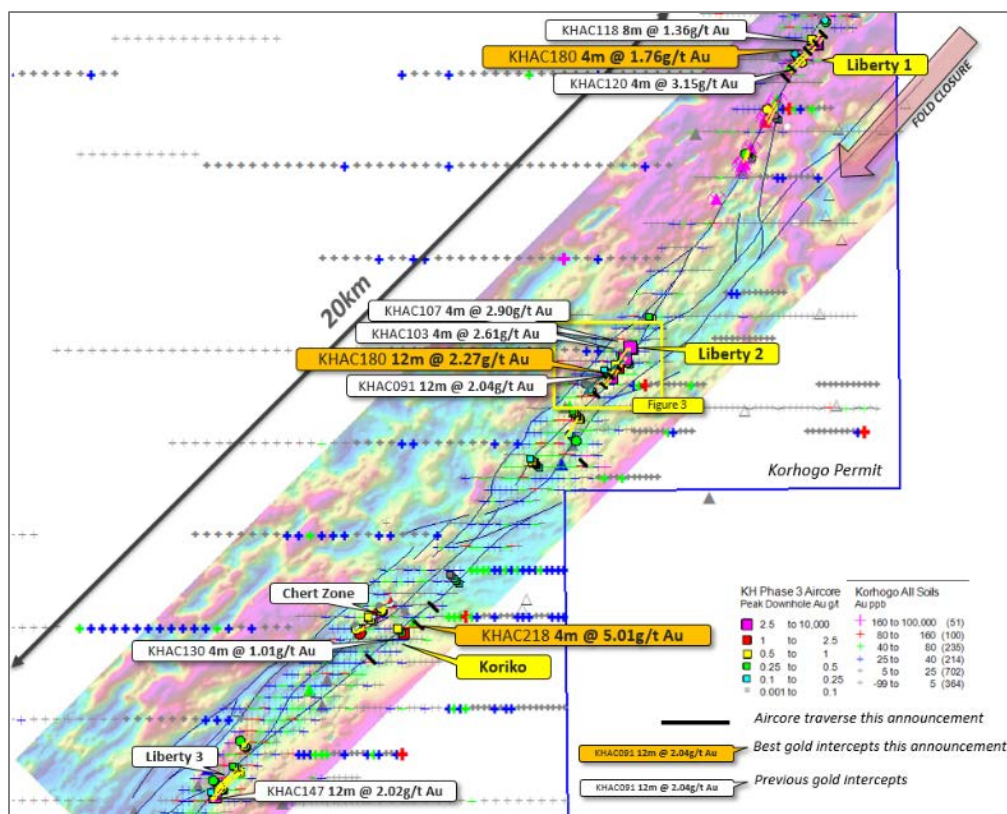 KHAC118 8m @ 1.36g/t Au
KHAC180 4m @ 1.76g/t Au
Liberty 1
KHAC120 4m @ 3.15g/t Au
FOLD CLOSURE
20km
KHAC107 4m @ 2.90g/t Au
KHAC103 4m @ 2.61g/t Au
Liberty 2
KHAC180 12m @ 2.27g/t Au
KHAC091 12m @ 2.04g/t Au
Figure 3
Korhogo Permit
Chert Zone
KHAC218 4m @ 5.01g/t Au
KHAC130 4m @ 1.01g/t Au
Koriko
Liberty 3
KHAC147 12m @ 2.02g/t Au
KH Phase 3 Aircore
Peak Downhole Au g/t
2.5 to 10,000
1 to 2.5
0.5 to 1
0.25 to 0.5
0.1 to 0.25
0.001 to 0.1
Korhogo All Soils
Au ppb
160 to 100,000 (51)
80 to 160 (100)
40 to 80 (235)
25 to 40 (214)
5 to 25 (702)
-99 to 5 (364)
Aircore traverse this announcement
KHAC091 12m @ 2.04g/t Au
Best gold intercepts this announcement
KHAC091 12m @ 2.04g/t Au
Previous gold intercepts